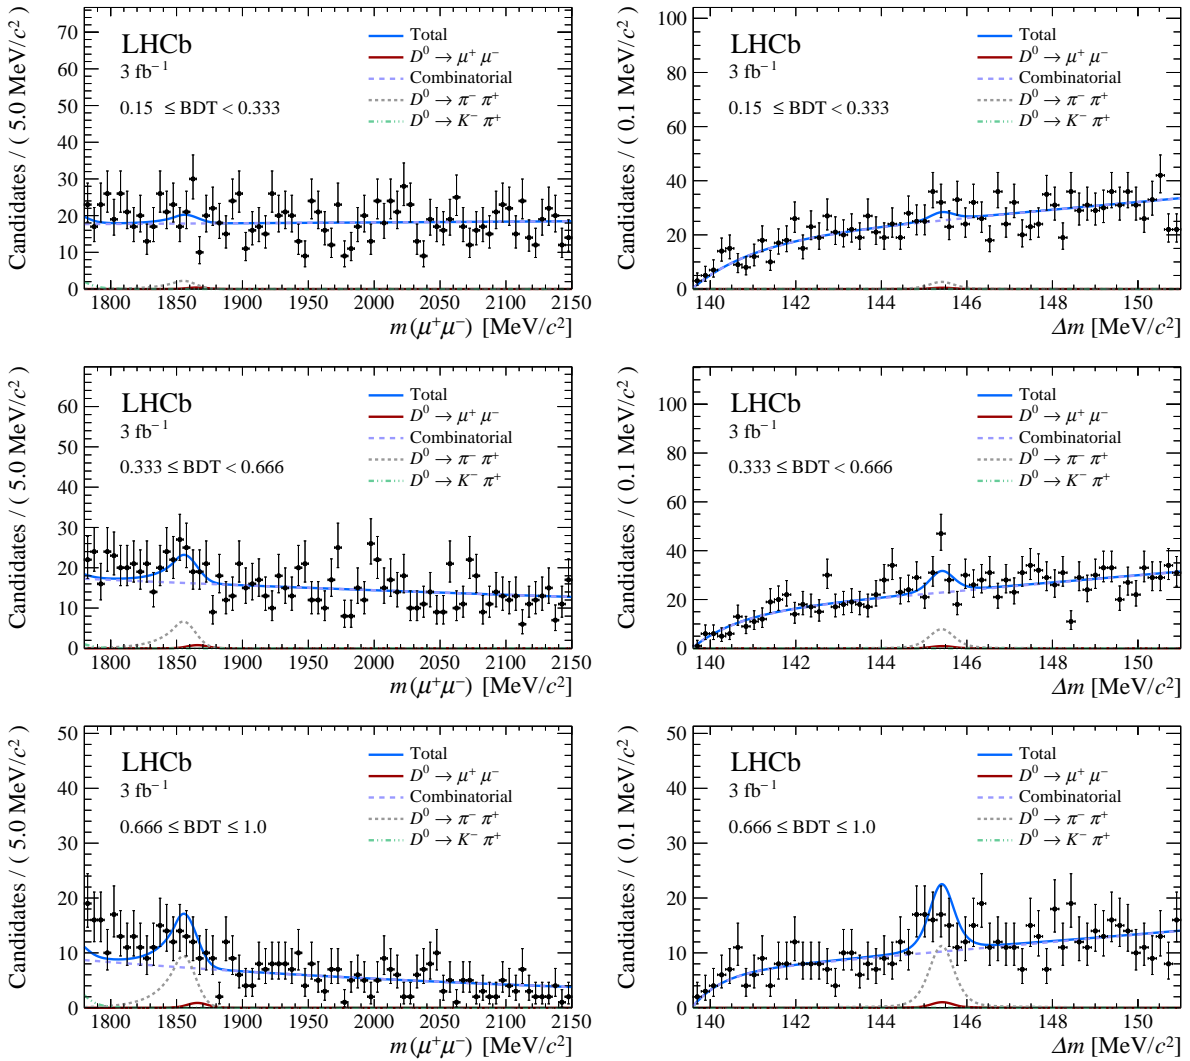 Candidates / ( 5.0 MeV/c²)
70
60
50
40
30
20
10
0
LHCb
3 fb⁻¹
0.15 ≤ BDT < 0.333
Total
D⁰ → μ⁺ μ⁻
Combinatorial
D⁰ → π⁻ π⁺
D⁰ → K⁻ π⁺
1800 1850 1900 1950 2000 2050 2100 2150
m(μ⁺μ⁻) [MeV/c²]
Candidates / ( 0.1 MeV/c²)
100
80
60
40
20
0
LHCb
3 fb⁻¹
0.15 ≤ BDT < 0.333
Total
D⁰ → μ⁺ μ⁻
Combinatorial
D⁰ → π⁻ π⁺
D⁰ → K⁻ π⁺
140 142 144 146 148 150
Δm [MeV/c²]
Candidates / ( 5.0 MeV/c²)
60
50
40
30
20
10
0
LHCb
3 fb⁻¹
0.333 ≤ BDT < 0.666
Total
D⁰ → μ⁺ μ⁻
Combinatorial
D⁰ → π⁻ π⁺
D⁰ → K⁻ π⁺
1800 1850 1900 1950 2000 2050 2100 2150
m(μ⁺μ⁻) [MeV/c²]
Candidates / ( 0.1 MeV/c²)
100
80
60
40
20
0
LHCb
3 fb⁻¹
0.333 ≤ BDT < 0.666
Total
D⁰ → μ⁺ μ⁻
Combinatorial
D⁰ → π⁻ π⁺
D⁰ → K⁻ π⁺
140 142 144 146 148 150
Δm [MeV/c²]
Candidates / ( 5.0 MeV/c²)
50
40
30
20
10
0
LHCb
3 fb⁻¹
0.666 ≤ BDT ≤ 1.0
Total
D⁰ → μ⁺ μ⁻
Combinatorial
D⁰ → π⁻ π⁺
D⁰ → K⁻ π⁺
1800 1850 1900 1950 2000 2050 2100 2150
m(μ⁺μ⁻) [MeV/c²]
Candidates / ( 0.1 MeV/c²)
50
40
30
20
10
0
LHCb
3 fb⁻¹
0.666 ≤ BDT ≤ 1.0
Total
D⁰ → μ⁺ μ⁻
Combinatorial
D⁰ → π⁻ π⁺
D⁰ → K⁻ π⁺
140 142 144 146 148 150
Δm [MeV/c²]